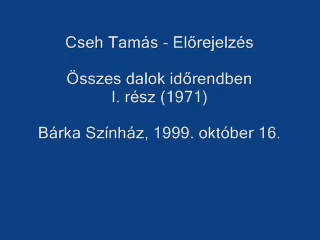 Cseh Tamás - Előrejelzés
Összes dalok időrendben
I. rész (1971)
Bárka Színház, 1999. október 16.